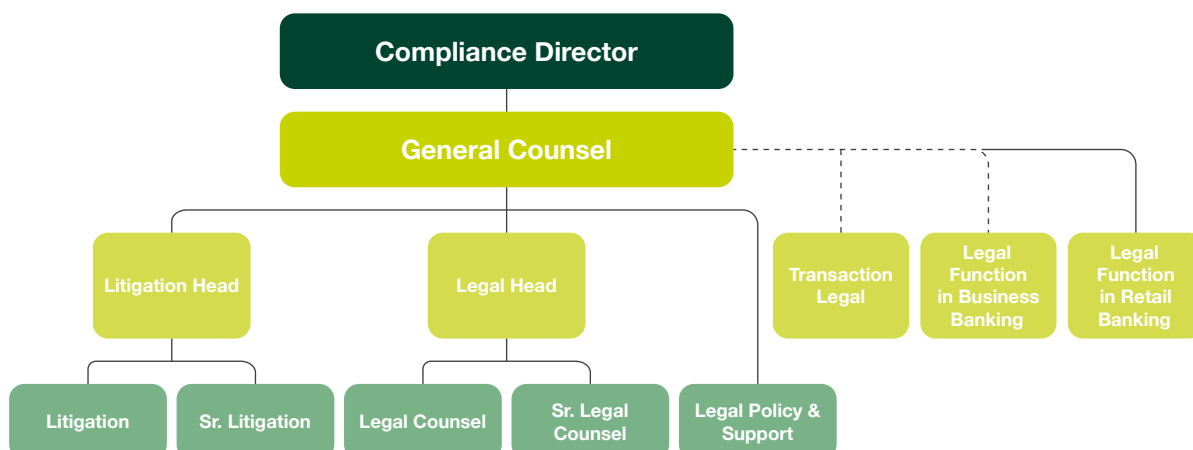 Compliance Director
General Counsel
Litigation Head
Legal Head
Transaction
Legal
Legal
Function
in Business
Banking
Legal
Function
in Retail
Banking
Litigation
Sr. Litigation
Legal Counsel
Sr. Legal
Counsel
Legal Policy &
Support